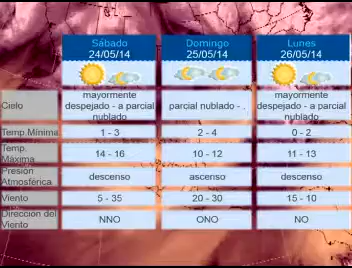 Sábado
24/05/14
Domingo
25/05/14
Lunes
26/05/14
Cielo
mayormente
despejado - a parcial
nublado
parcial nublado - .
mayormente
despejado - a parcial
nublado
Temp.Mínima
1 - 3
2 - 4
0 - 2
Temp.
Máxima
14 - 16
10 - 12
11 - 13
Presión
Atmosférica
descenso
ascenso
descenso
Viento
5 - 35
20 - 30
15 - 10
Dirección del
Viento
NNO
ONO
NO